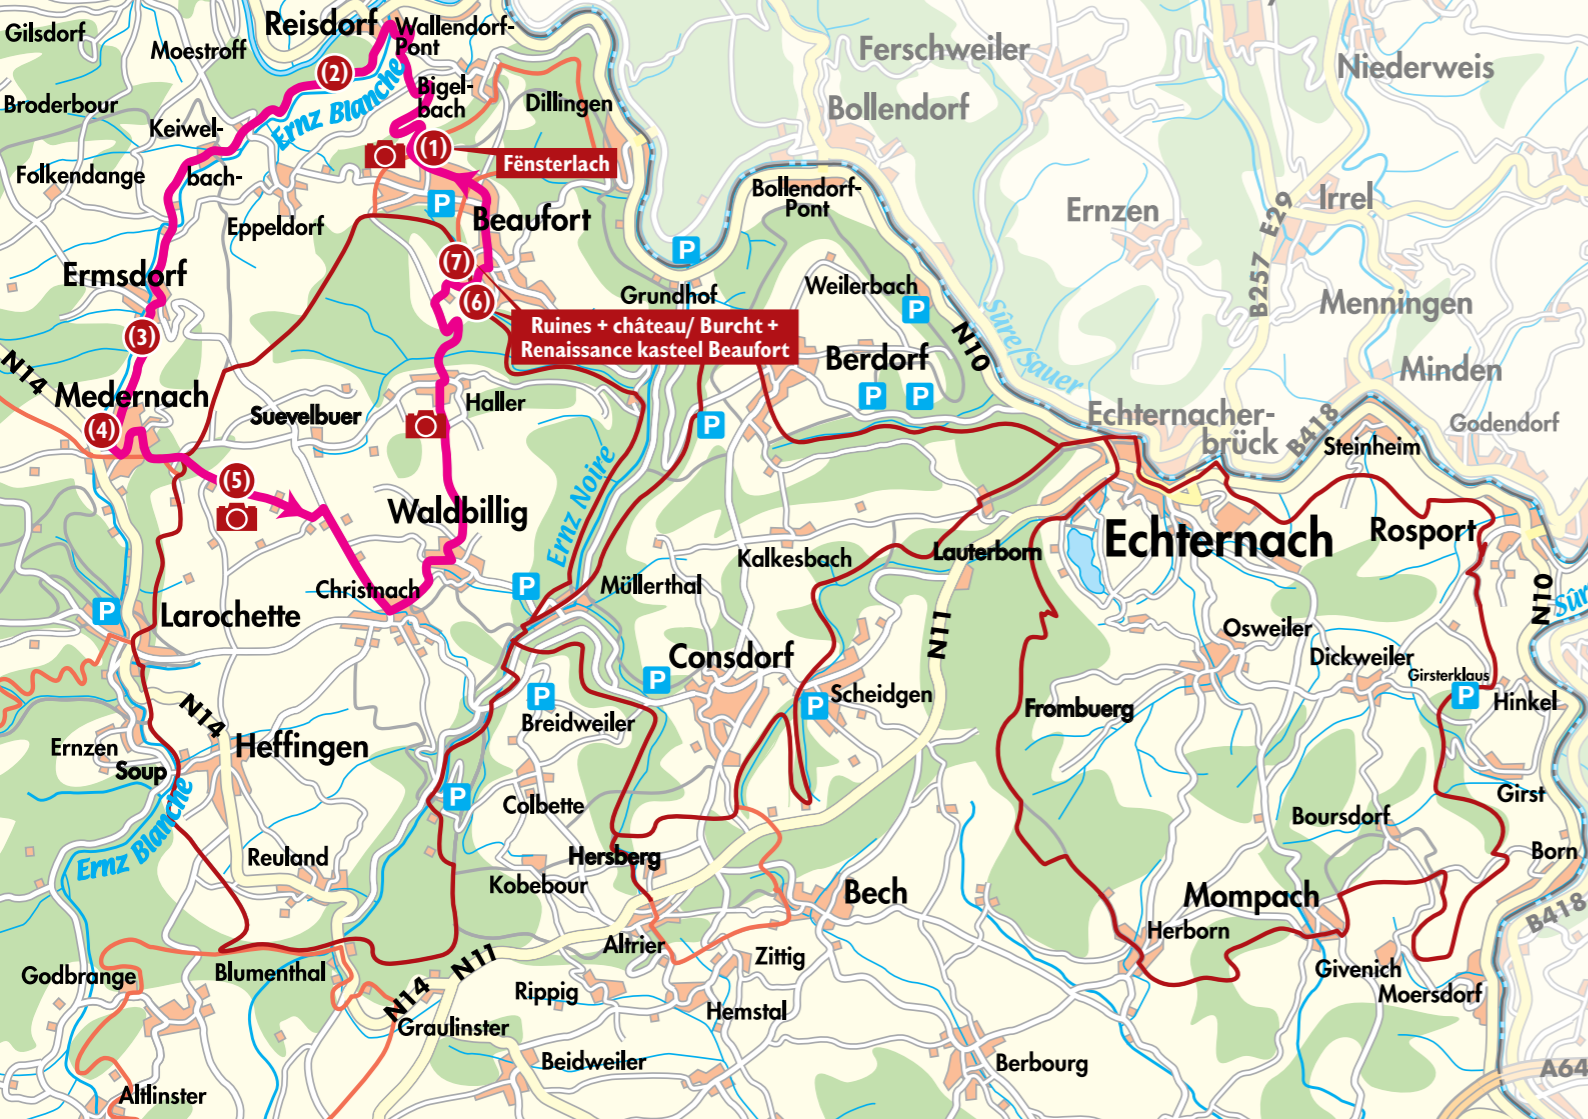 Gilsdorf
Moestroff
Reisdorf
Wallendorf-
Pont
Ferschweiler
Niederweis
Broderbour
(2)
Ernz Blanche
Bigel-
bach
Dillingen
Bollendorf
Keiwel-
bach-
(1)
Fënsterlach
Folkendange
P
Beaufort
Bollendorf-
Pont
Ernzen
Irrel
B257
E29
Eppeldorf
Ermsdorf
(7)
(6)
P
Grundhof
Weilerbach
P
Sûre/Sauer
Menningen
Ruines + château/ Burcht +
Renaissance kasteel Beaufort
(3)
N14
Medernach
(4)
Berdorf
N10
P
P
P
Minden
Suevelbuer
Haller
Echternacher-
brück
B418
Godendorf
Steinheim
(5)
Waldbillig
Ernz Noire
Echternach
Rosport
Lauterborn
Kalkesbach
Christnach
P
Müllerthal
P
Larochette
N10
Sûr
N11
Osweiler
Dickweiler
Girsterklaus
P
Hinkel
Consdorf
P
P
Scheidgen
P
Breidweiler
Frombuerg
N14
Heffingen
Ernzen
Soup
Ernz Blanche
P
Colbette
Girst
Boursdorf
Born
Reuland
Hersberg
Kobebour
Bech
Mompach
B418
Herborn
Altrier
Zittig
Givenich
Moersdorf
Godbrange
Blumenthal
N14
N11
Rippig
Hemstal
Graulinster
Beidweiler
Berbourg
A64
Altlinster